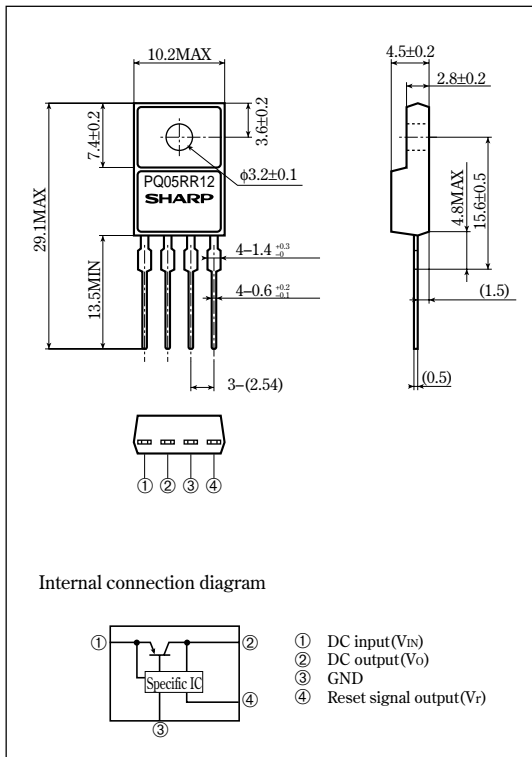 10.2MAX
4.5±0.2
2.8±0.2
3.6±0.2
7.4±0.2
29.1MAX
φ3.2±0.1
PQ05RR12
SHARP
4.8MAX
15.6±0.5
13.5MIN
4–1.4 +0.3 –0
4–0.6 +0.2 –0.1
(1.5)
3–(2.54)
(0.5)
① ② ③ ④
Internal connection diagram
① ②
Specific IC
④
③
① DC input(VIN)
② DC output(VO)
③ GND
④ Reset signal output(Vr)